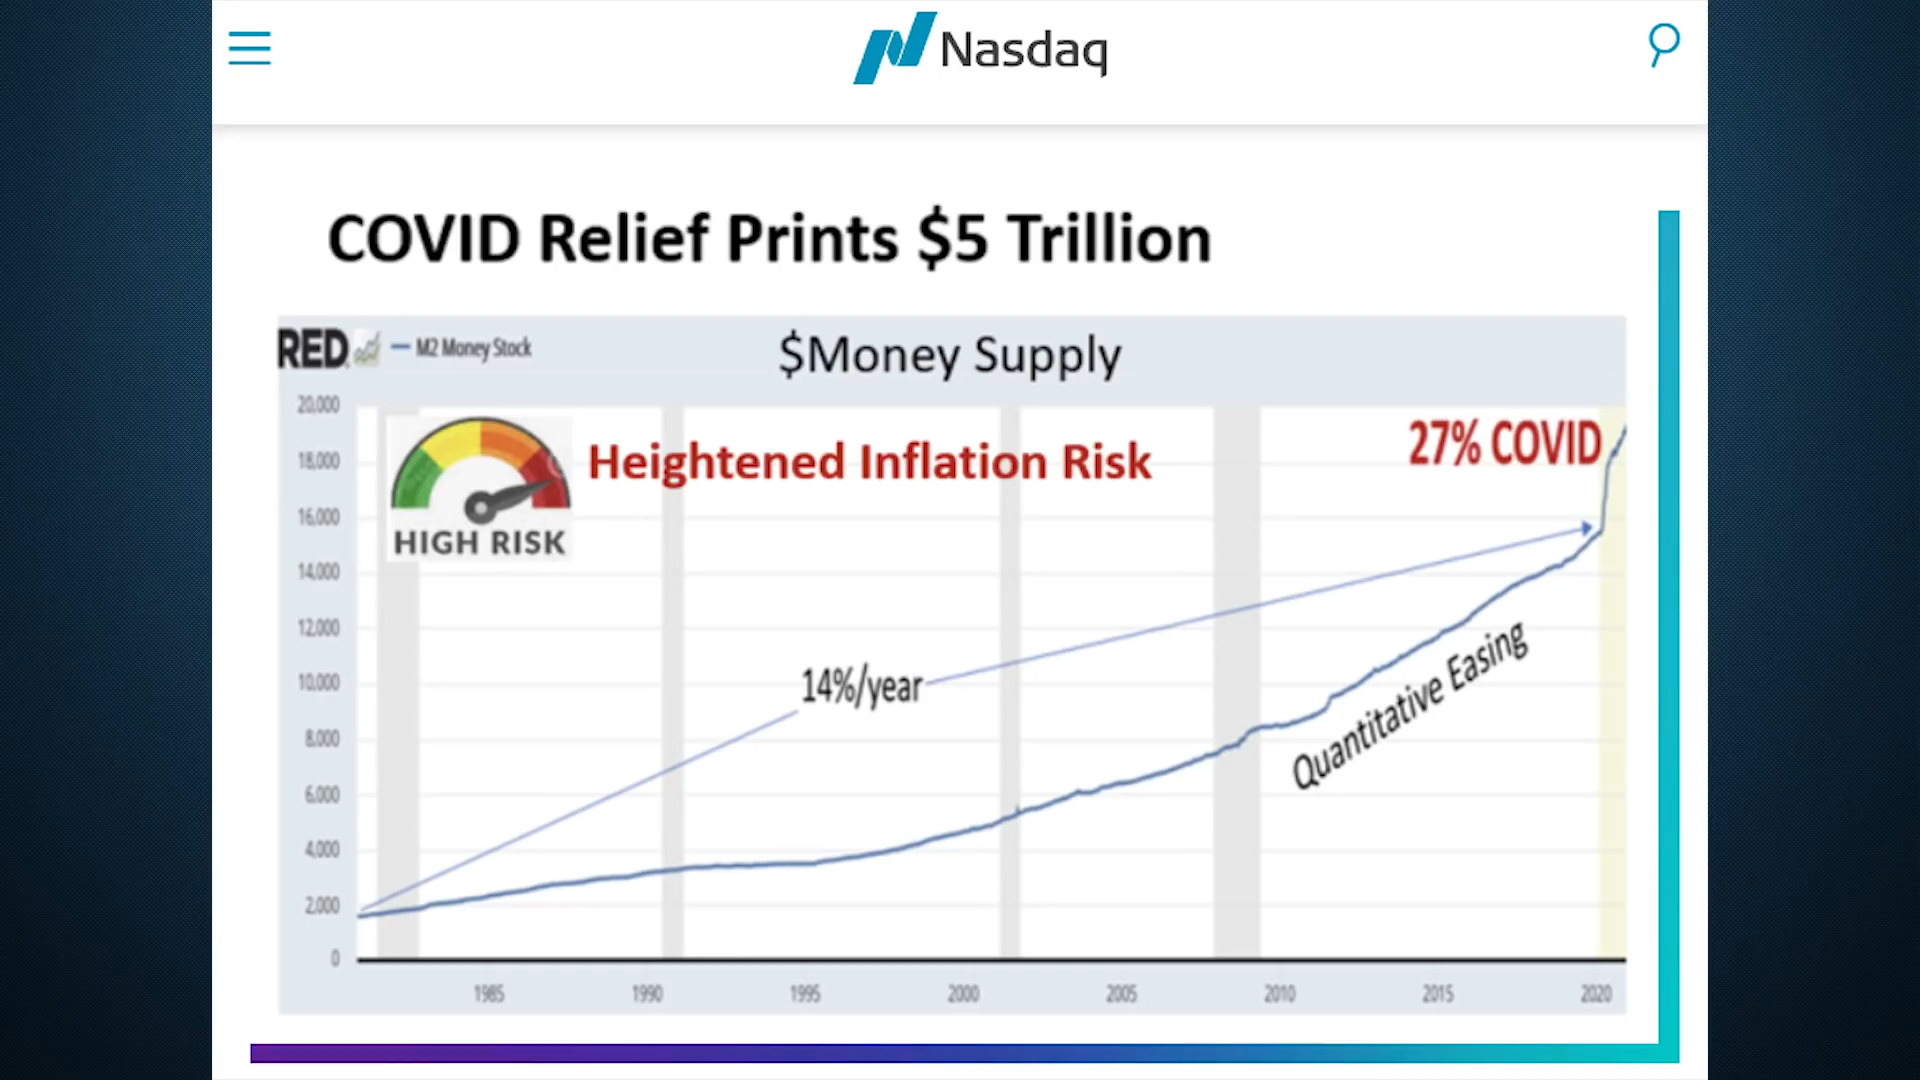 Nasdaq
COVID Relief Prints $5 Trillion
RED
M2 Money Stock
$Money Supply
20,000
18,000
16,000
14,000
12,000
10,000
8,000
6,000
4,000
2,000
0
HIGH RISK
Heightened Inflation Risk
27% COVID
14%/year
Quantitative Easing
1985 1990 1995 2000 2005 2010 2015 2020